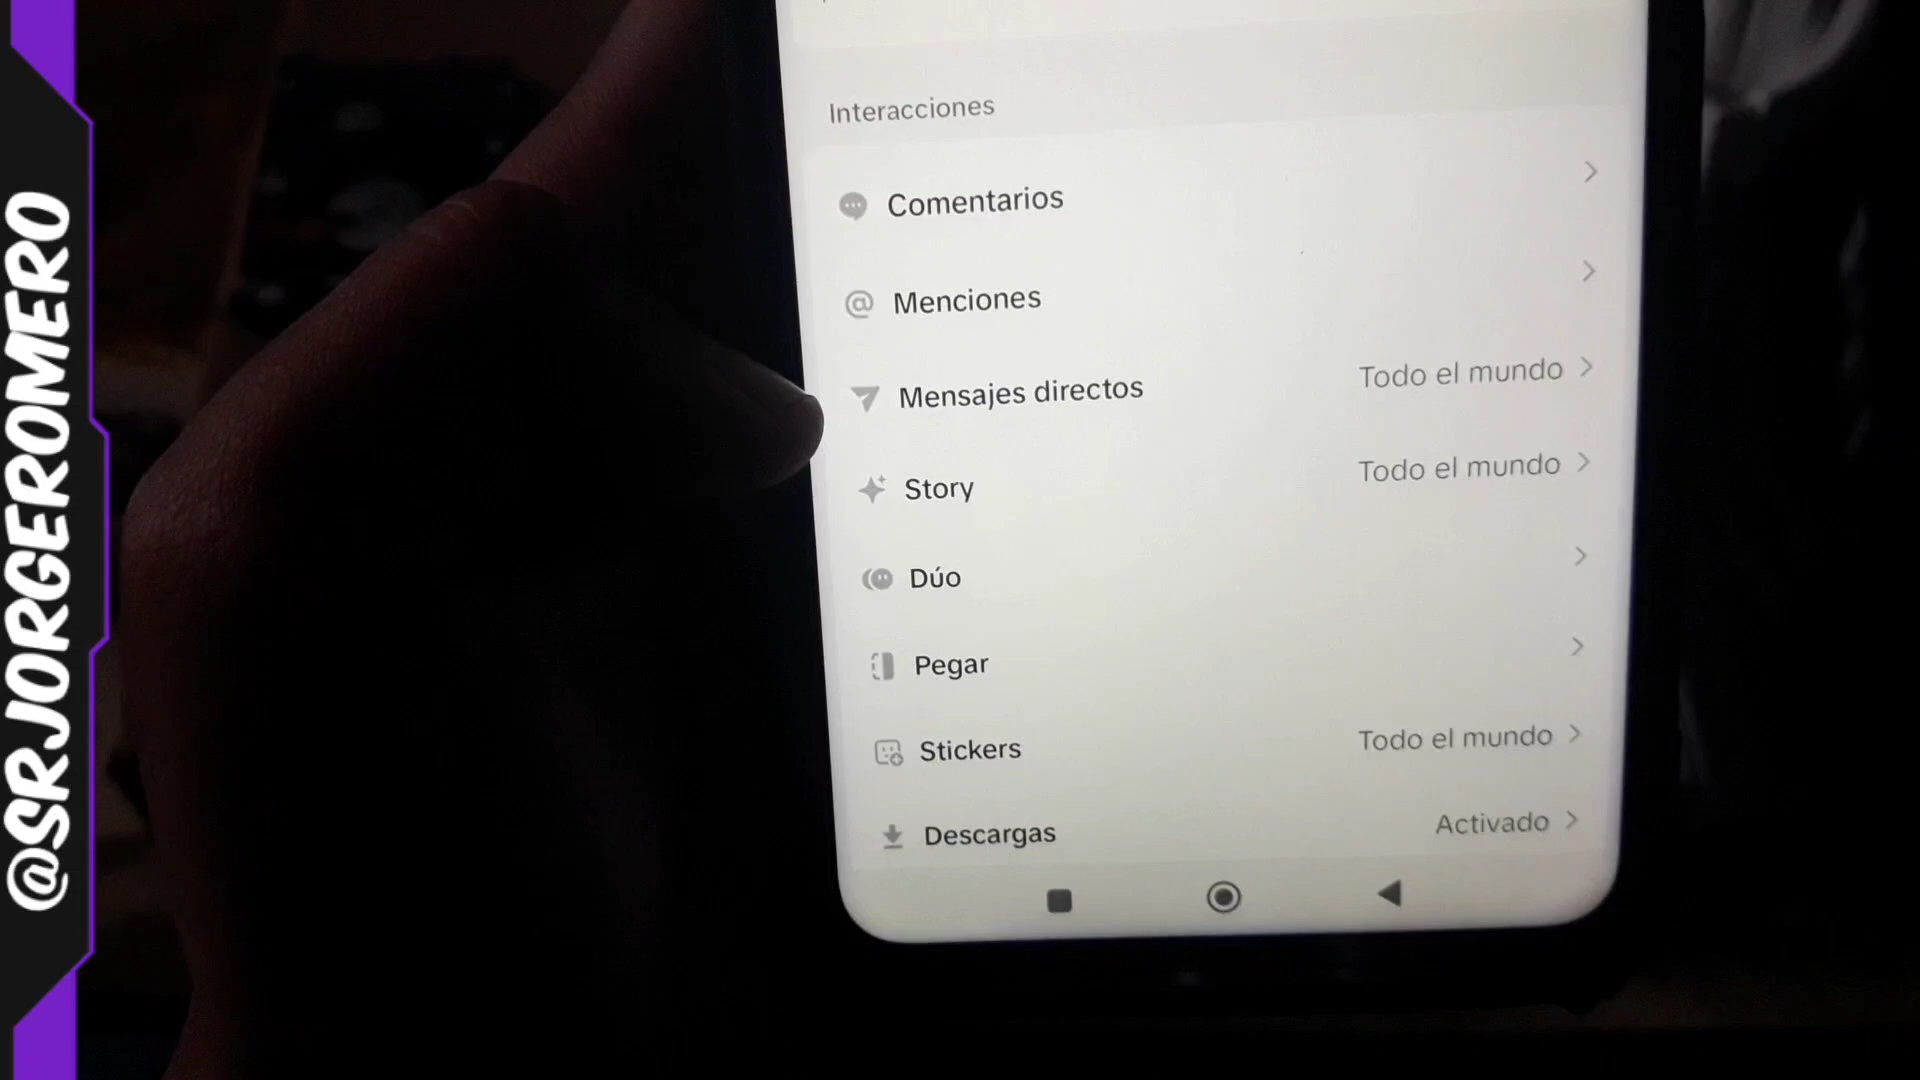 @SRJORGEROMERO
Interacciones
Comentarios
Menciones
Mensajes directos Todo el mundo
Story Todo el mundo
Dúo
Pegar
Stickers Todo el mundo
Descargas Activado